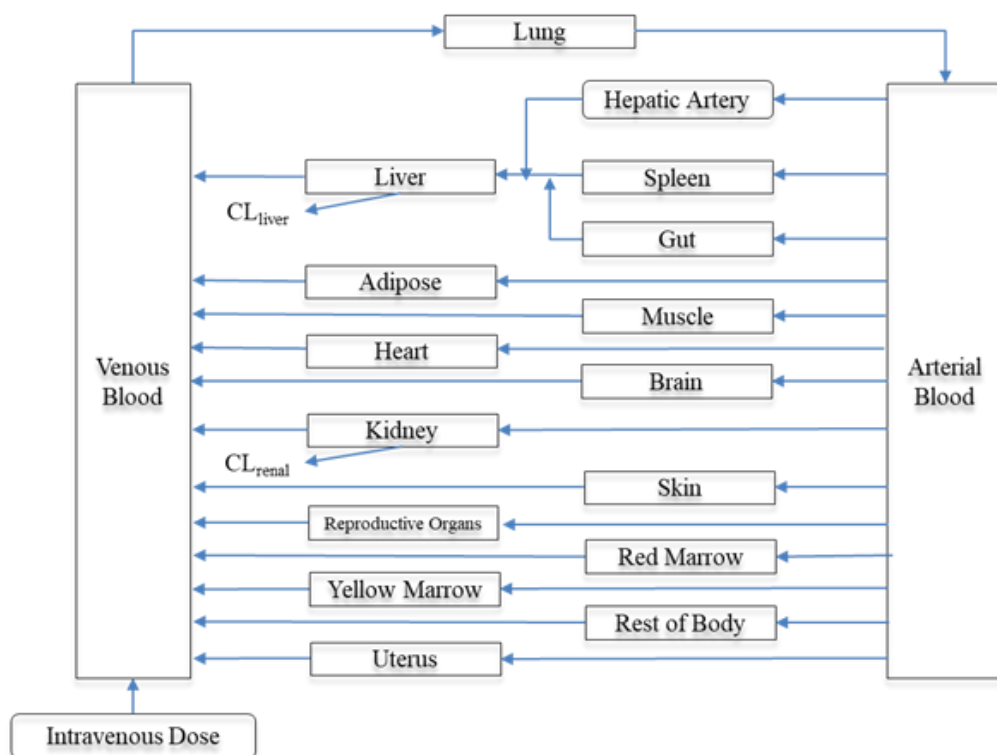 Lung
Hepatic Artery
Liver
Spleen
CLliver
Gut
Adipose
Muscle
Heart
Venous
Blood
Arterial
Blood
Brain
Kidney
CLrenal
Skin
Reproductive Organs
Red Marrow
Yellow Marrow
Rest of Body
Uterus
Intravenous Dose